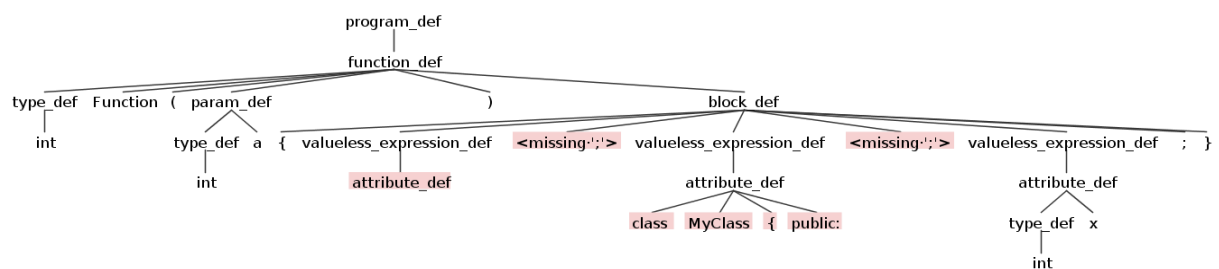 program_def
function_def
type_def Function ( param_def ) block_def
int type_def a { valueless_expression_def <missing·';'> valueless_expression_def <missing·';'> valueless_expression_def ; }
int attribute_def attribute_def attribute_def
class MyClass { public: type_def x
int